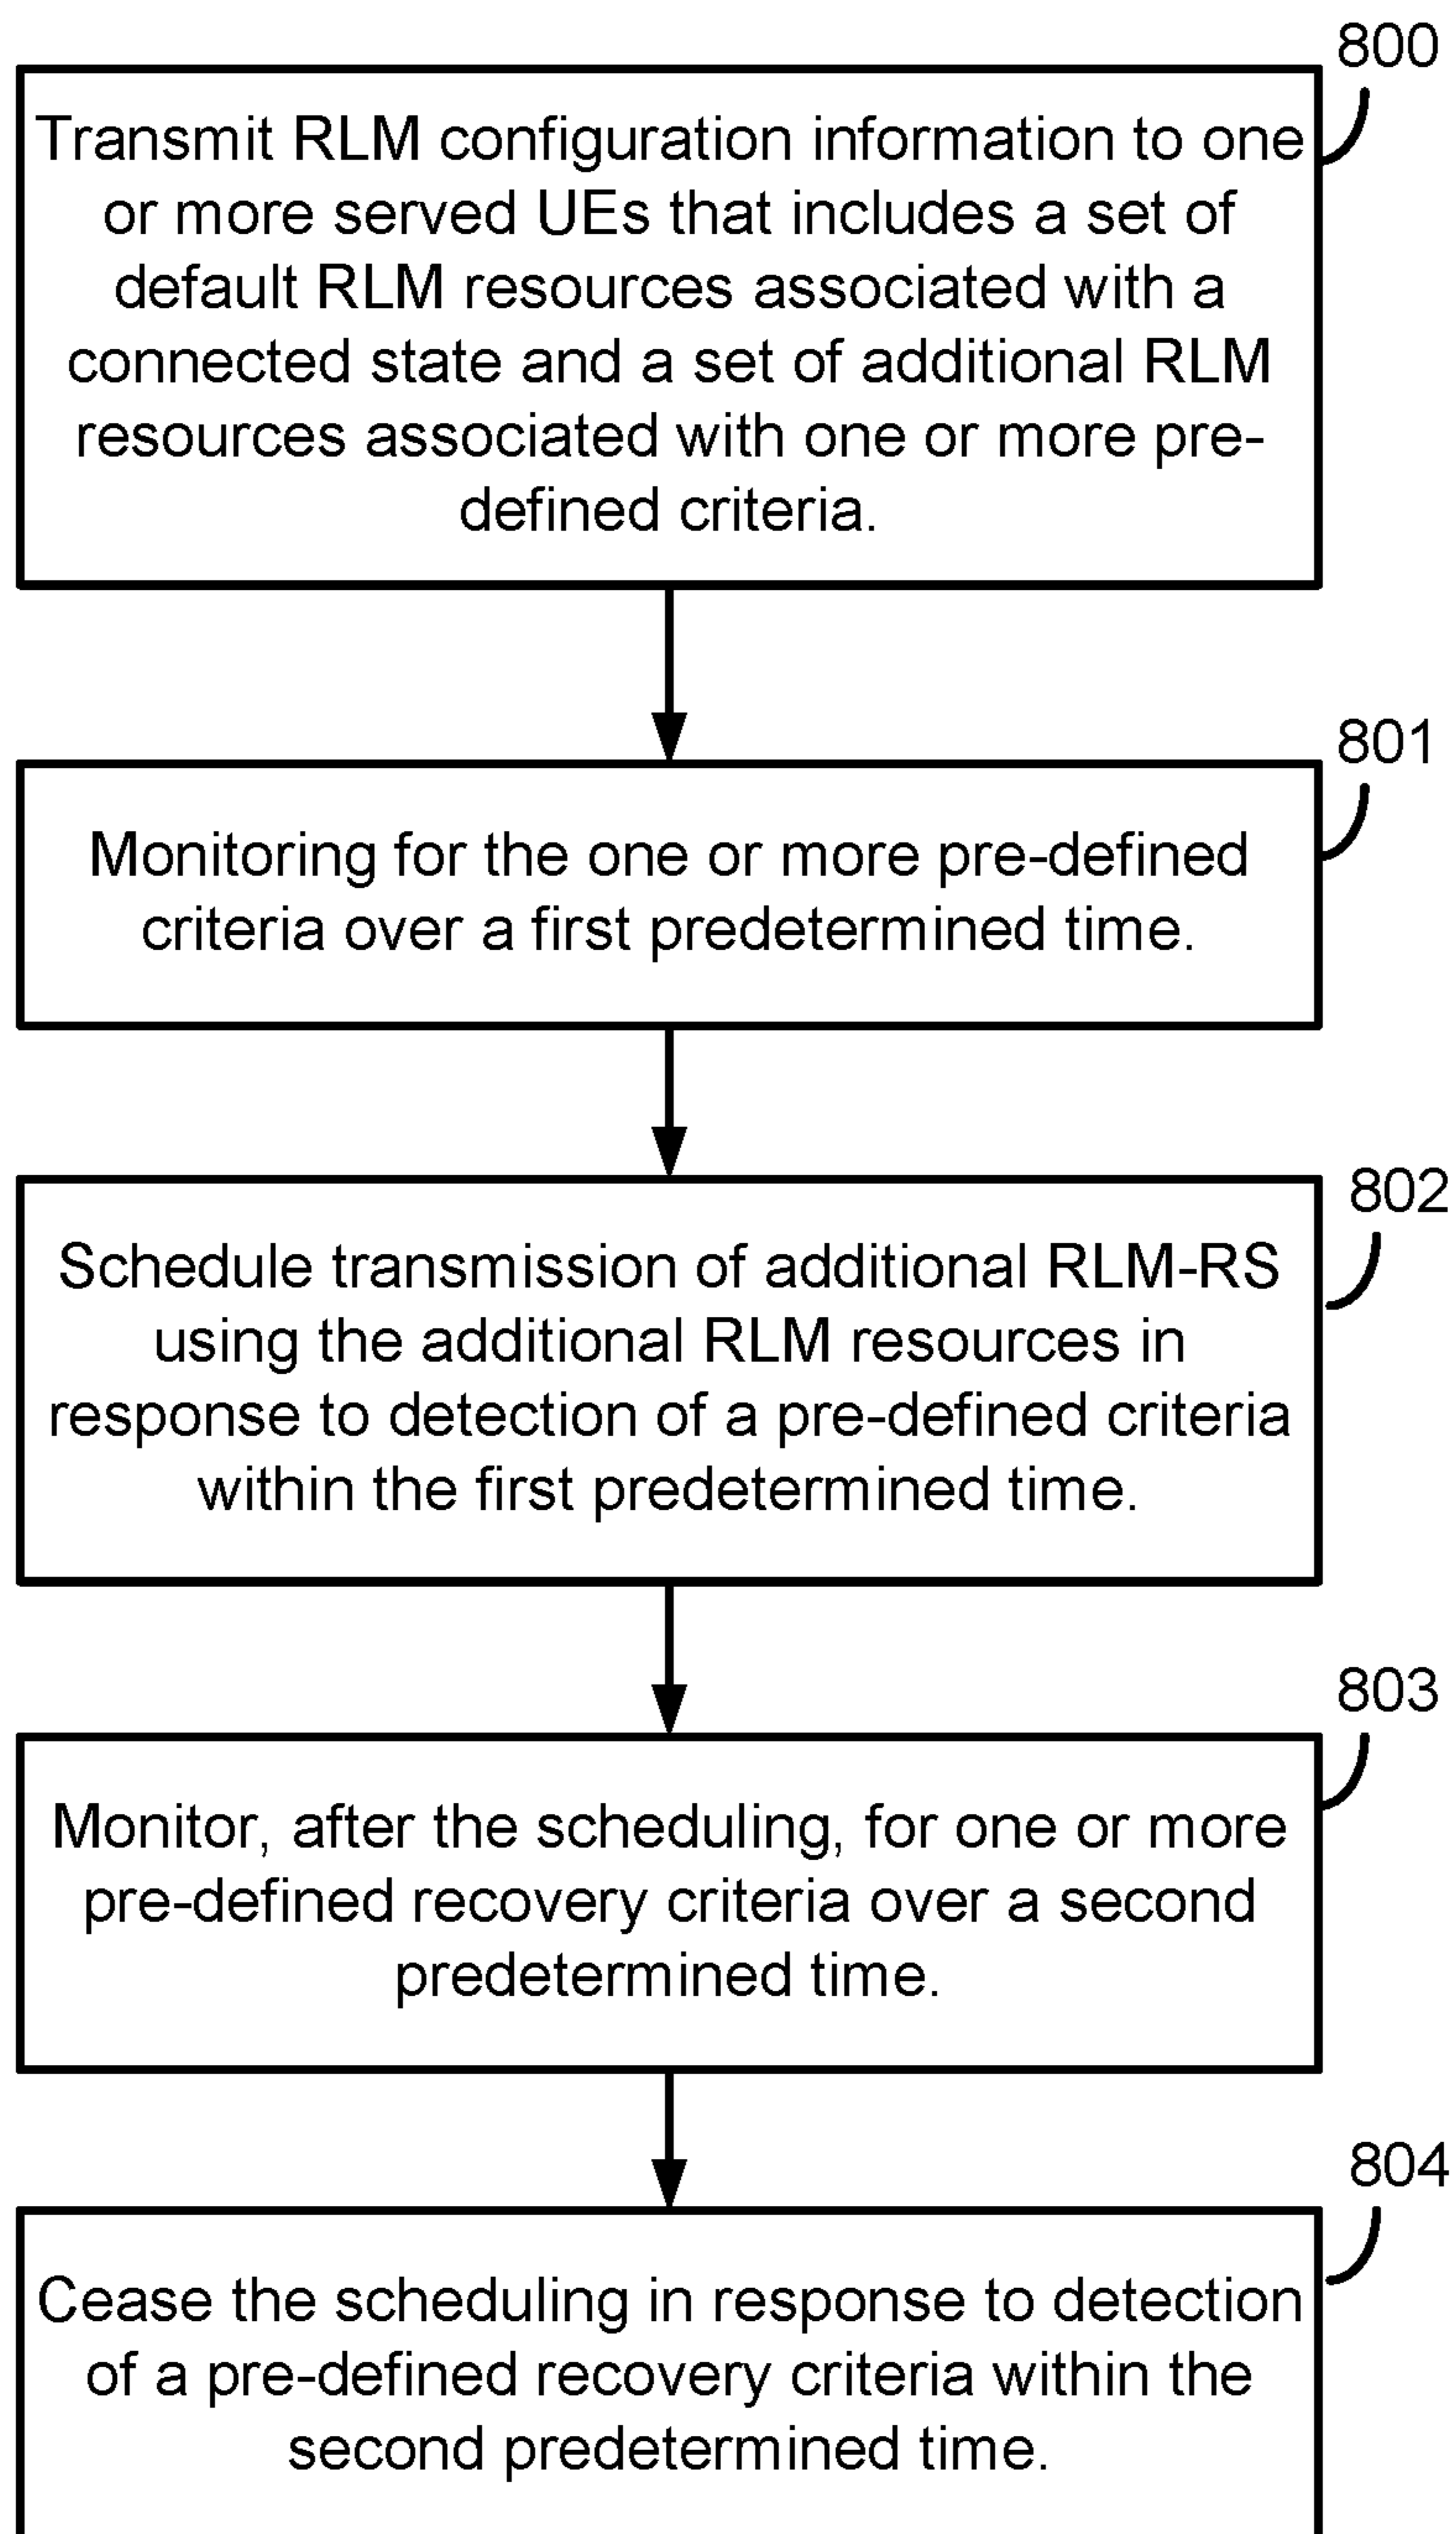 800
Transmit RLM configuration information to one
or more served UEs that includes a set of
default RLM resources associated with a
connected state and a set of additional RLM
resources associated with one or more pre-
defined criteria.
801
Monitoring for the one or more pre-defined
criteria over a first predetermined time.
802
Schedule transmission of additional RLM-RS
using the additional RLM resources in
response to detection of a pre-defined criteria
within the first predetermined time.
803
Monitor, after the scheduling, for one or more
pre-defined recovery criteria over a second
predetermined time.
804
Cease the scheduling in response to detection
of a pre-defined recovery criteria within the
second predetermined time.